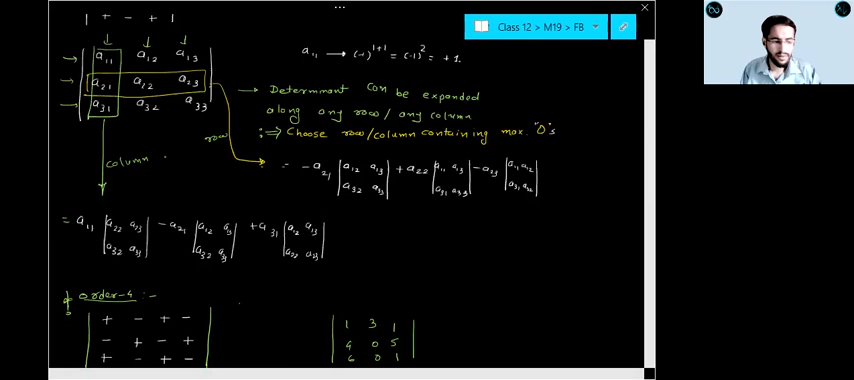 | + - + |
Class 12 > M19 > FB
a11 → (-1)^1+1 = (-1)^2 = +1.
a11 a12 a13
a21 a12 a23
a31 a32 a33
→ Determinant can be expanded
along any row/ any column
∴ ⇒ Choose row/column containing max. "0"s
row
column
= -a21 |a12 a13| + a22 |a11 a13| - a23 |a11 a12|
|a32 a33| |a31 a33| |a31 a32|
= a11 |a22 a23| - a21 |a12 a13| + a31 |a12 a13|
|a32 a33| |a32 a33| |a22 a23|
of order-4 :-
+ - + -
- + - +
+ - + -
1 3 1
4 0 5
6 0 1